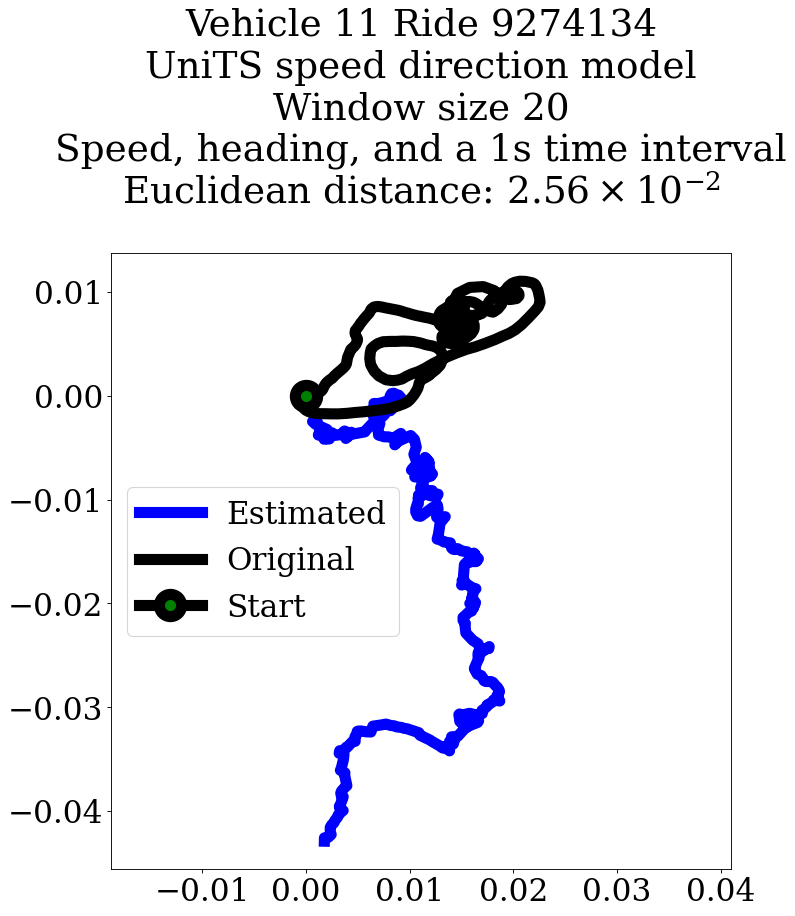 Vehicle 11 Ride 9274134
UniTS speed direction model
Window size 20
Speed, heading, and a 1s time interval
Euclidean distance: 2.56 × 10⁻²
0.01
0.00
−0.01
−0.02
−0.03
−0.04
Estimated
Original
Start
−0.01 0.00 0.01 0.02 0.03 0.04